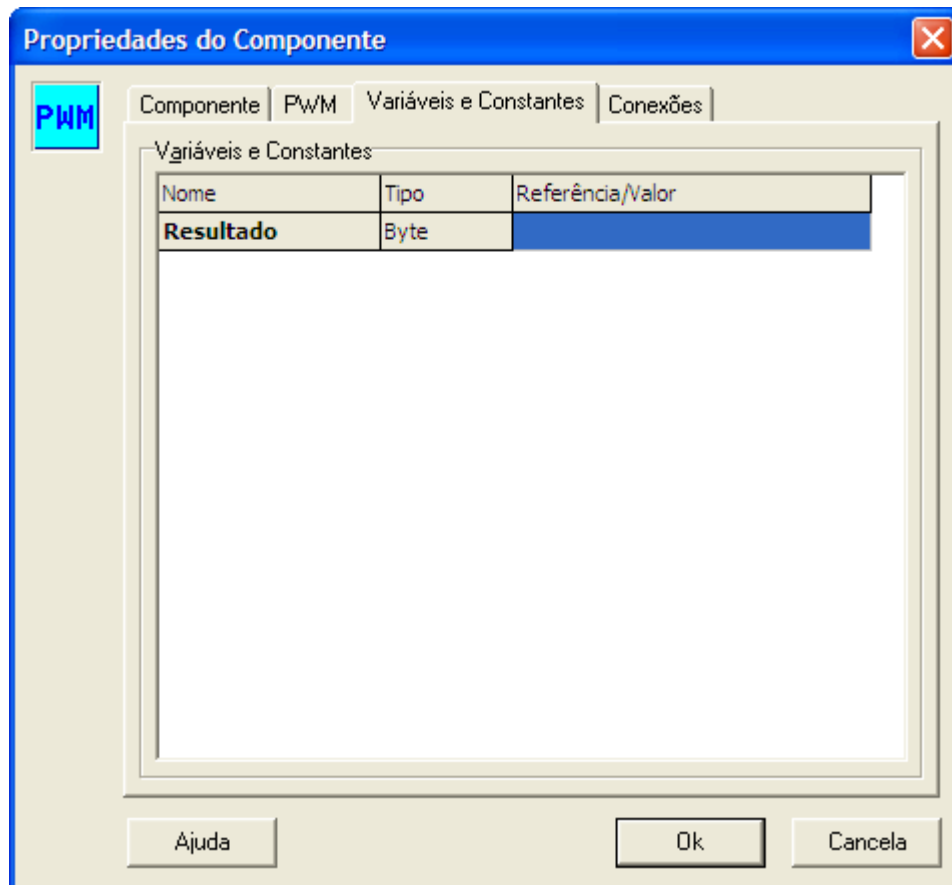 Propriedades do Componente
PWM
Componente PWM Variáveis e Constantes Conexões
Variáveis e Constantes
Nome Tipo Referência/Valor
Resultado Byte
Ajuda Ok Cancela